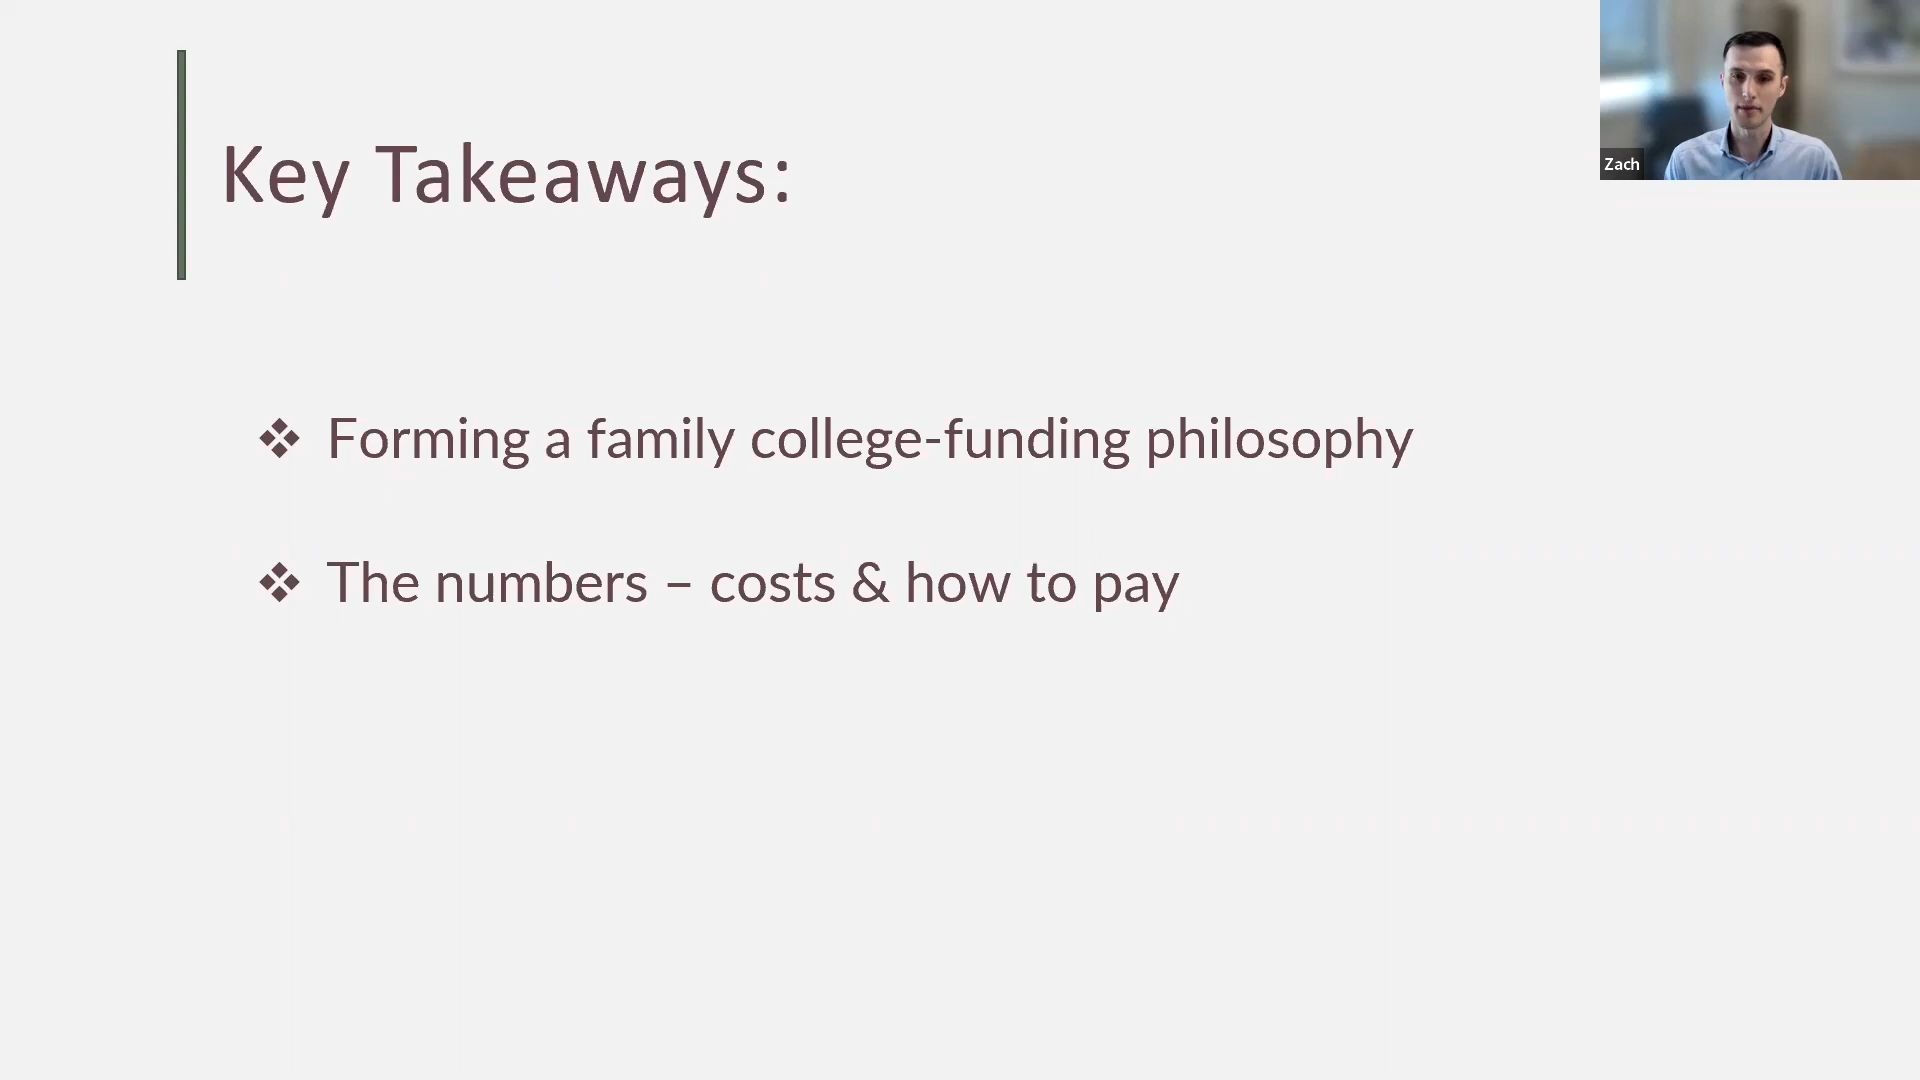 Key Takeaways:
Zach
❖ Forming a family college-funding philosophy
❖ The numbers – costs & how to pay